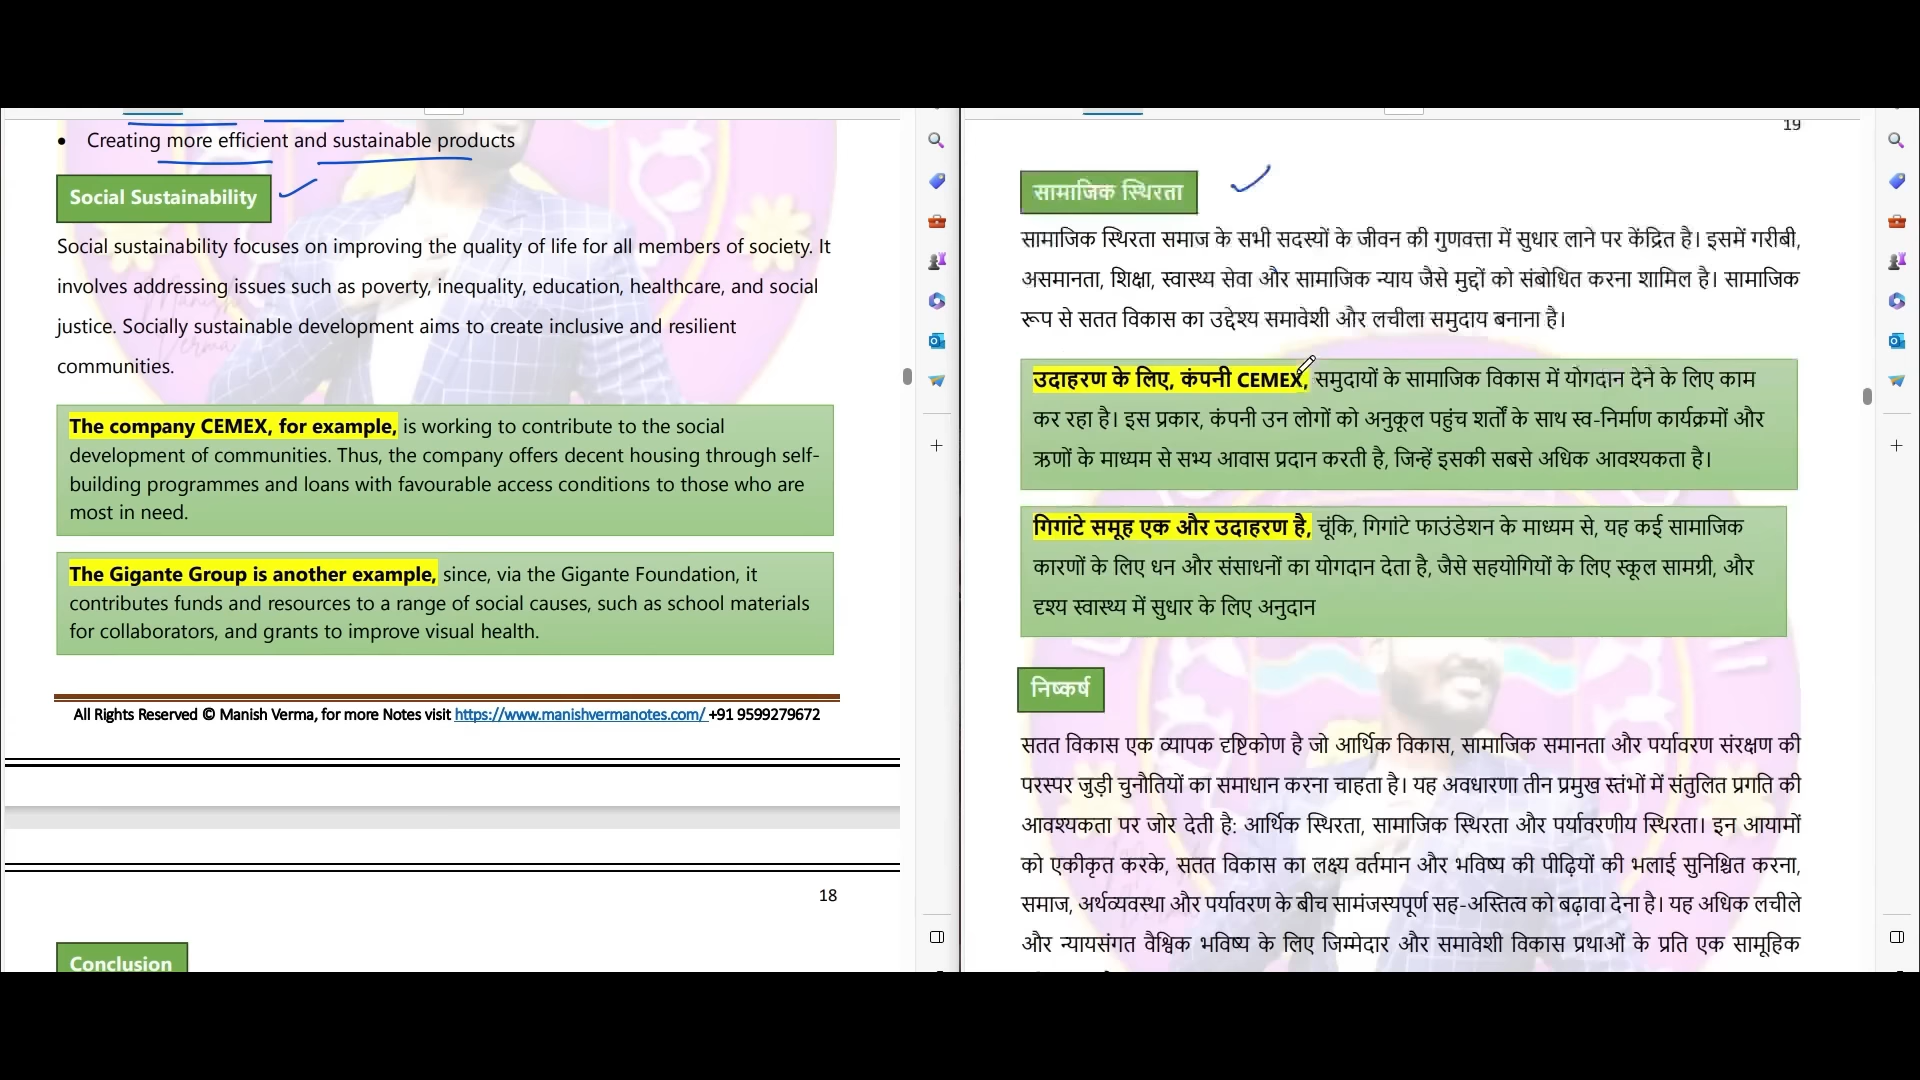 • Creating more efficient and sustainable products
Social Sustainability
Social sustainability focuses on improving the quality of life for all members of society. It
involves addressing issues such as poverty, inequality, education, healthcare, and social
justice. Socially sustainable development aims to create inclusive and resilient
communities.
The company CEMEX, for example, is working to contribute to the social
development of communities. Thus, the company offers decent housing through self-
building programmes and loans with favourable access conditions to those who are
most in need.
The Gigante Group is another example, since, via the Gigante Foundation, it
contributes funds and resources to a range of social causes, such as school materials
for collaborators, and grants to improve visual health.
All Rights Reserved © Manish Verma, for more Notes visit https://www.manishvermanotes.com/ +91 9599279672
18
Conclusion
19
सामाजिक स्थिरता
सामाजिक स्थिरता समाज के सभी सदस्यों के जीवन की गुणवत्ता में सुधार लाने पर केंद्रित है। इसमें गरीबी,
असमानता, शिक्षा, स्वास्थ्य सेवा और सामाजिक न्याय जैसे मुद्दों को संबोधित करना शामिल है। सामाजिक
रूप से सतत विकास का उद्देश्य समावेशी और लचीला समुदाय बनाना है।
उदाहरण के लिए, कंपनी CEMEX, समुदायों के सामाजिक विकास में योगदान देने के लिए काम
कर रहा है। इस प्रकार, कंपनी उन लोगों को अनुकूल पहुंच शर्तों के साथ स्व-निर्माण कार्यक्रमों और
ऋणों के माध्यम से सभ्य आवास प्रदान करती है, जिन्हें इसकी सबसे अधिक आवश्यकता है।
गिगांटे समूह एक और उदाहरण है, चूंकि, गिगांटे फाउंडेशन के माध्यम से, यह कई सामाजिक
कारणों के लिए धन और संसाधनों का योगदान देता है, जैसे सहयोगियों के लिए स्कूल सामग्री, और
दृश्य स्वास्थ्य में सुधार के लिए अनुदान
निष्कर्ष
सतत विकास एक व्यापक दृष्टिकोण है जो आर्थिक विकास, सामाजिक समानता और पर्यावरण संरक्षण की
परस्पर जुड़ी चुनौतियों का समाधान करना चाहता है। यह अवधारणा तीन प्रमुख स्तंभों में संतुलित प्रगति की
आवश्यकता पर जोर देती है: आर्थिक स्थिरता, सामाजिक स्थिरता और पर्यावरणीय स्थिरता। इन आयामों
को एकीकृत करके, सतत विकास का लक्ष्य वर्तमान और भविष्य की पीढ़ियों की भलाई सुनिश्चित करना,
समाज, अर्थव्यवस्था और पर्यावरण के बीच सामंजस्यपूर्ण सह-अस्तित्व को बढ़ावा देना है। यह अधिक लचीले
और न्यायसंगत वैश्विक भविष्य के लिए जिम्मेदार और समावेशी विकास प्रथाओं के प्रति एक सामूहिक